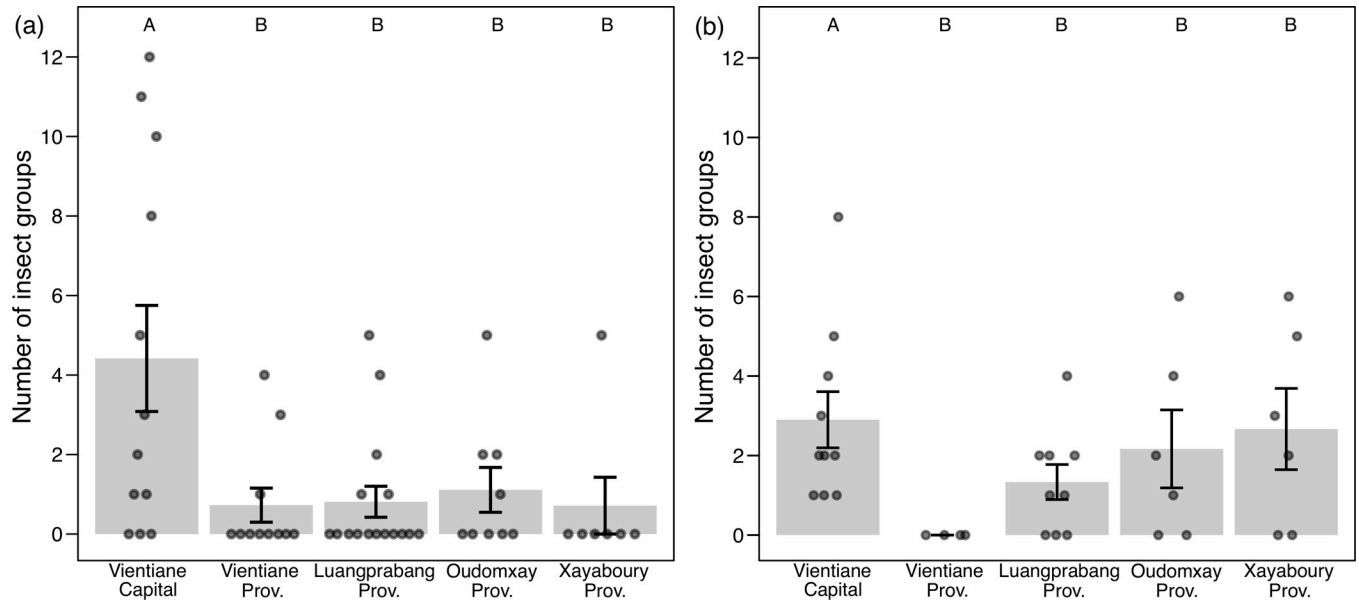 (a)
A B B B B
Number of insect groups
12
10
8
6
4
2
0
Vientiane Capital
Vientiane Prov.
Luangprabang Prov.
Oudomxay Prov.
Xayaboury Prov.
(b)
A B B B B
Number of insect groups
12
10
8
6
4
2
0
Vientiane Capital
Vientiane Prov.
Luangprabang Prov.
Oudomxay Prov.
Xayaboury Prov.